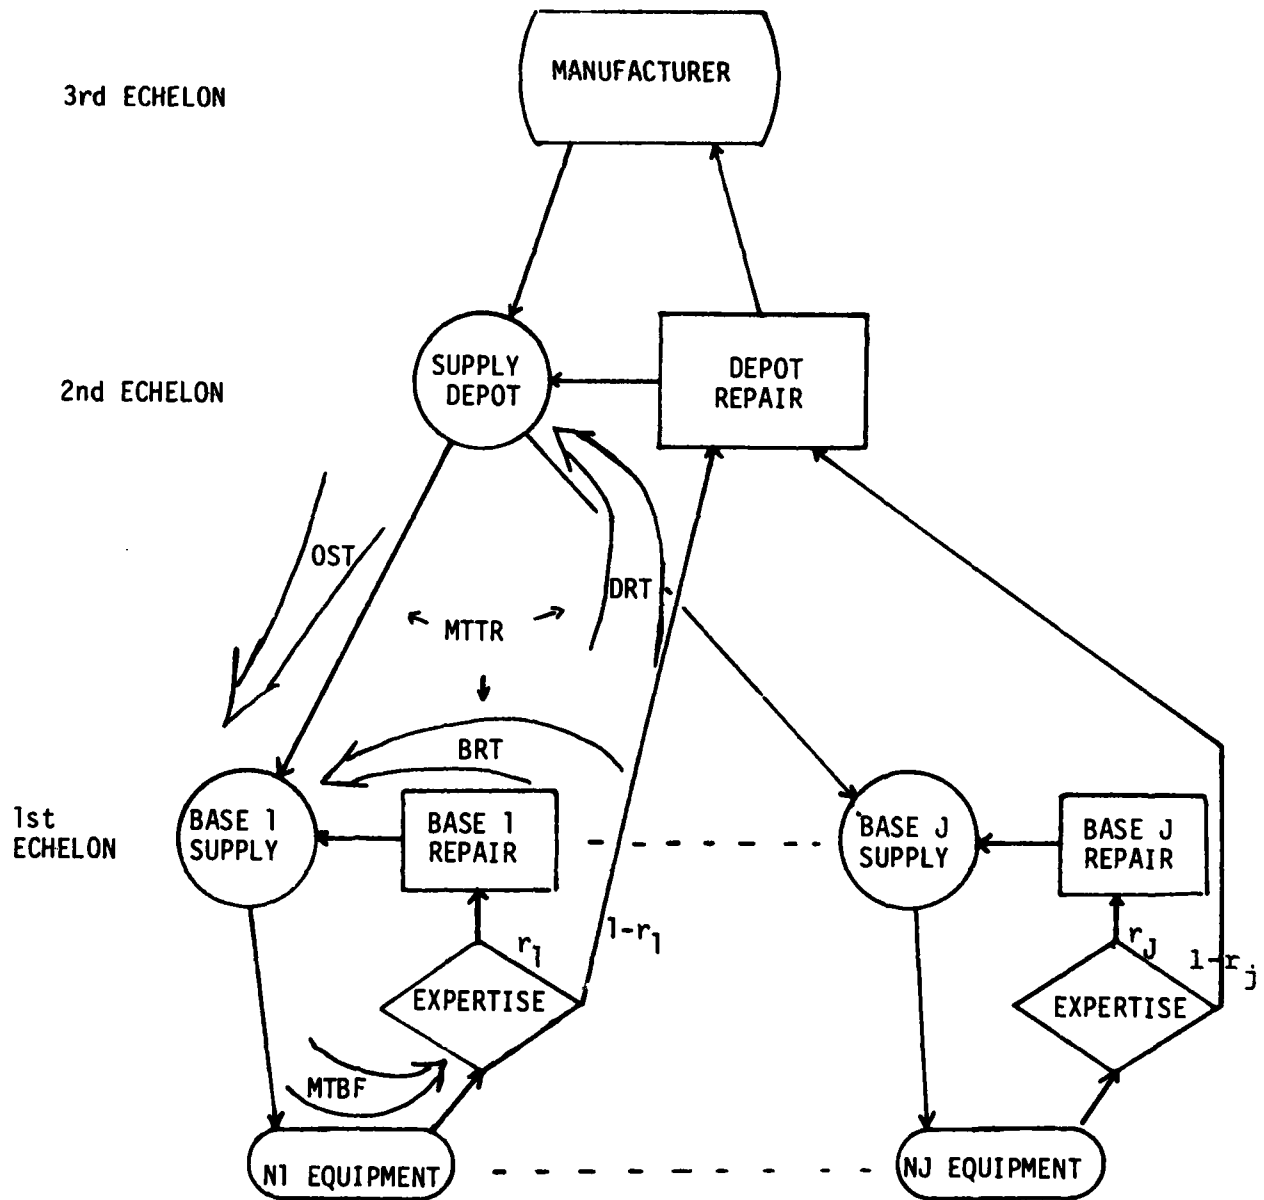 MANUFACTURER
3rd ECHELON
SUPPLY
DEPOT
DEPOT
REPAIR
2nd ECHELON
OST
DRT
MTTR
BRT
1st
ECHELON
BASE 1
SUPPLY
BASE 1
REPAIR
BASE J
SUPPLY
BASE J
REPAIR
r1
1-r1
rJ
1-rj
EXPERTISE
EXPERTISE
MTBF
N1 EQUIPMENT
NJ EQUIPMENT